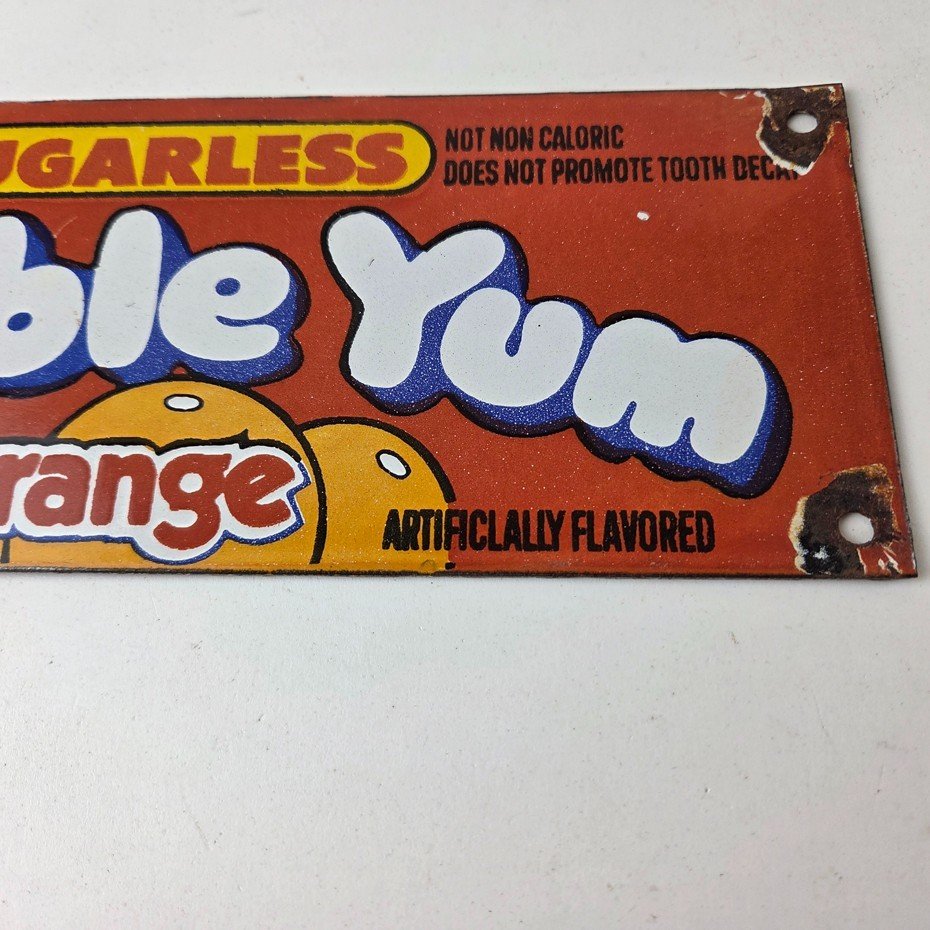 UGARLESS
NOT NON CALORIC
DOES NOT PROMOTE TOOTH DECA
ble Yum
range
ARTIFICLALLY FLAVORED